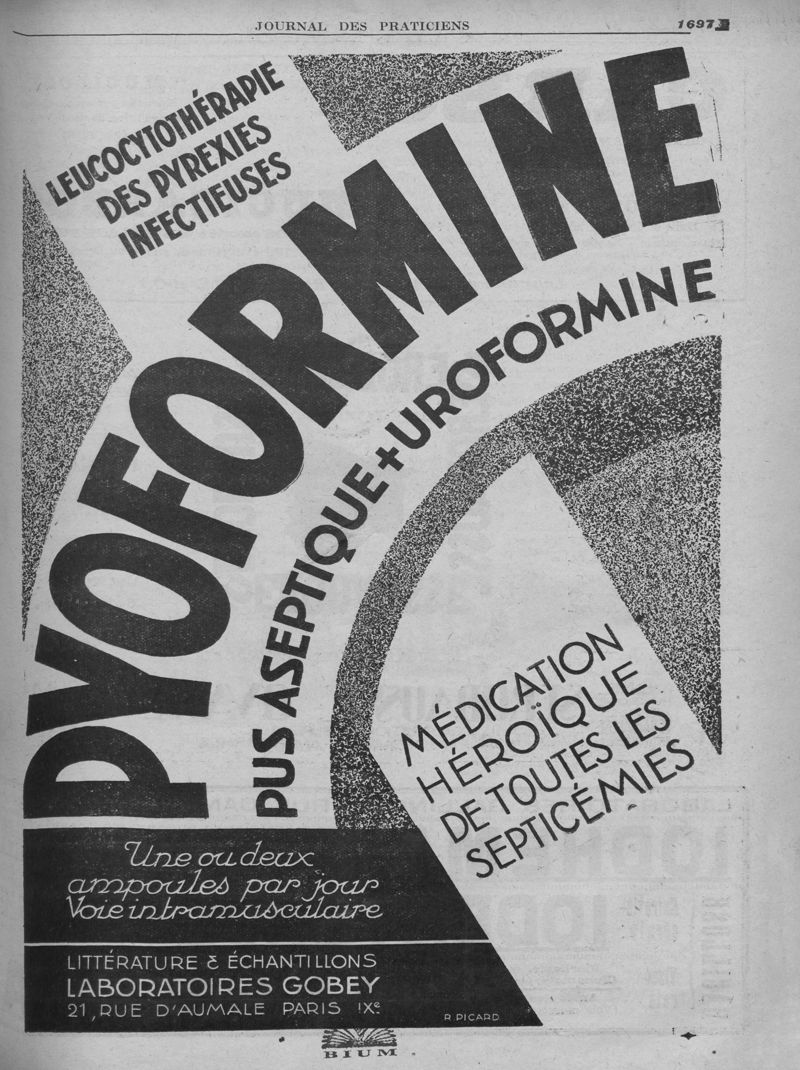 JOURNAL DES PRATICIENS
1697
LEUCOCYTOTHÉRAPIE
DES PYREXIES
INFECTIEUSES
PYOFORMINE
PUS ASEPTIQUE + UROFORMINE
MÉDICATION
HÉROÏQUE
DE TOUTES LES
SEPTICÉMIES
Une ou deux
ampoules par jour
Voie intramusculaire
LITTÉRATURE & ÉCHANTILLONS
LABORATOIRES GOBEY
21, RUE D'AUMALE PARIS IXe
R. PICARD
BIUM